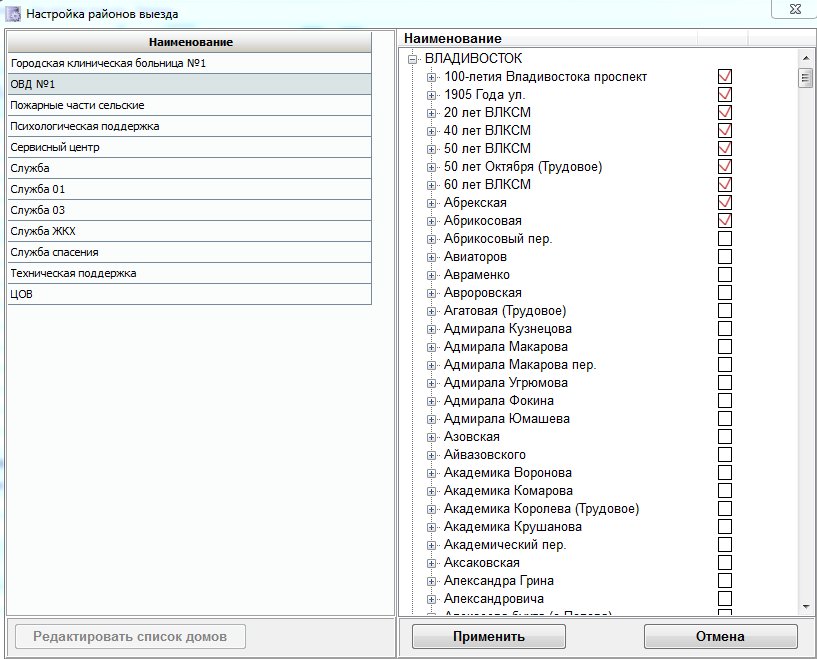 Настройка районов выезда
Наименование
Городская клиническая больница №1
ОВД №1
Пожарные части сельские
Психологическая поддержка
Сервисный центр
Служба
Служба 01
Служба 03
Служба ЖКХ
Служба спасения
Техническая поддержка
ЦОВ
Редактировать список домов
Наименование
ВЛАДИВОСТОК
100-летия Владивостока проспект
1905 Года ул.
20 лет ВЛКСМ
40 лет ВЛКСМ
50 лет ВЛКСМ
50 лет Октября (Трудовое)
60 лет ВЛКСМ
Абрекская
Абрикосовая
Абрикосовый пер.
Авиаторов
Авраменко
Авроровская
Агатовая (Трудовое)
Адмирала Кузнецова
Адмирала Макарова
Адмирала Макарова пер.
Адмирала Угрюмова
Адмирала Фокина
Адмирала Юмашева
Азовская
Айвазовского
Академика Воронова
Академика Комарова
Академика Королева (Трудовое)
Академика Крушанова
Академический пер.
Аксаковская
Александра Грина
Александровича
Применить
Отмена